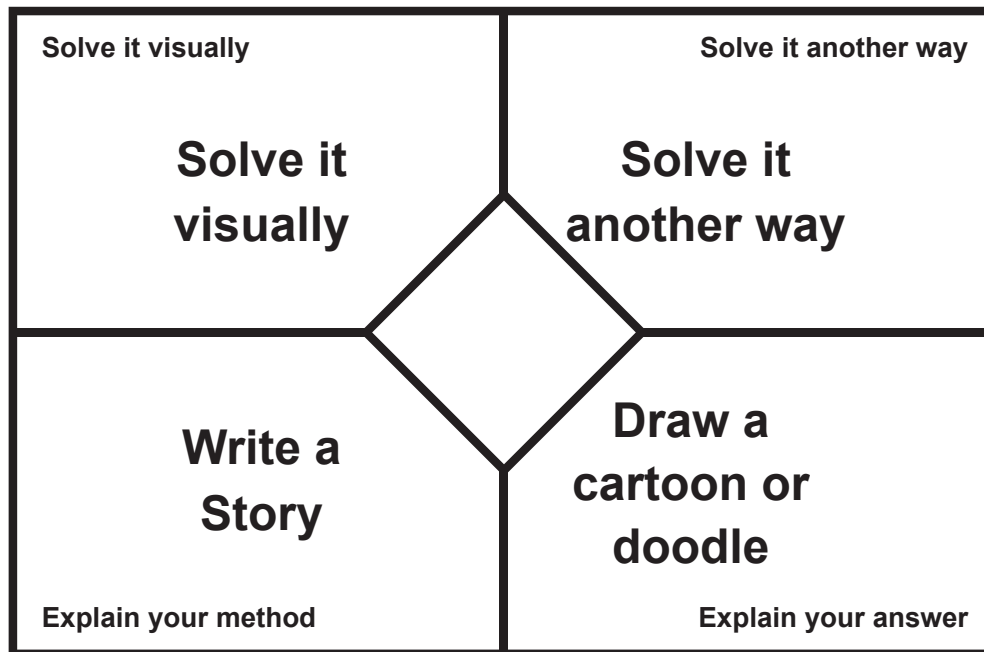 Solve it visually
Solve it another way
Solve it
visually
Solve it
another way
Write a
Story
Draw a
cartoon or
doodle
Explain your method
Explain your answer